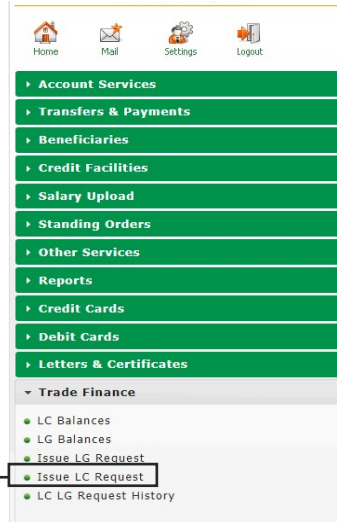 Home Mail Settings Logout
Account Services
Transfers & Payments
Beneficiaries
Credit Facilities
Salary Upload
Standing Orders
Other Services
Reports
Credit Cards
Debit Cards
Letters & Certificates
Trade Finance
LC Balances
LG Balances
Issue LG Request
Issue LC Request
LC LG Request History